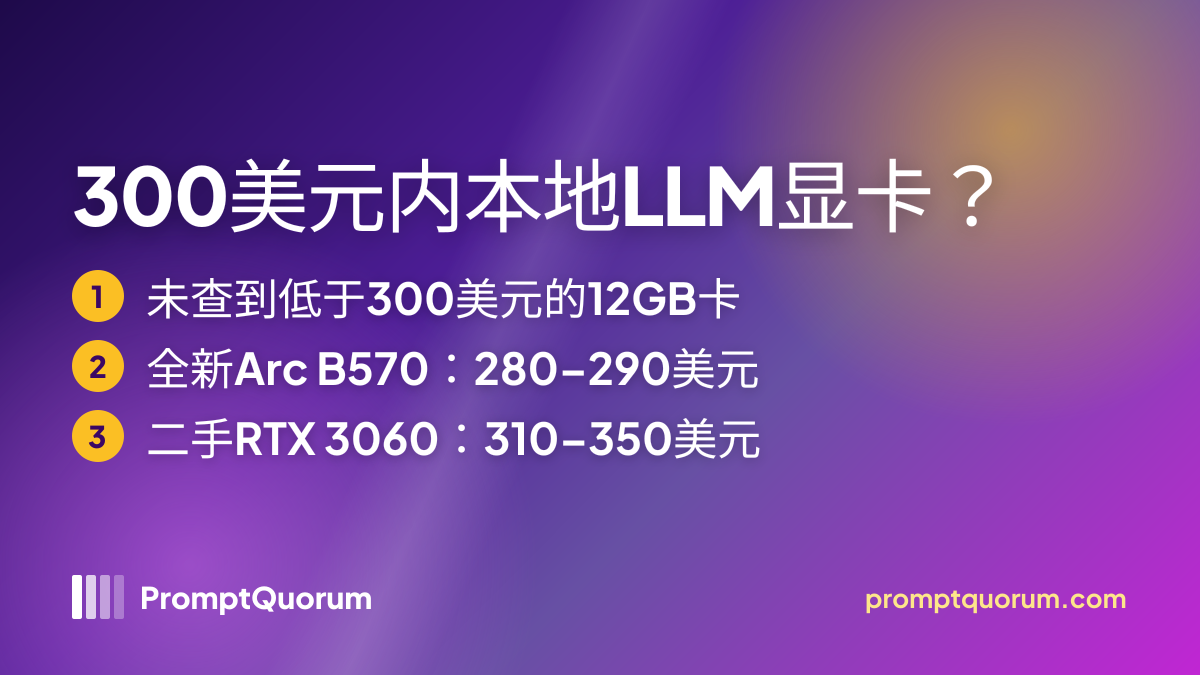 300美元内本地LLM显卡？
1 未查到低于300美元的12GB卡
2 全新Arc B570：280–290美元
3 二手RTX 3060：310–350美元
PromptQuorum
promptquorum.com